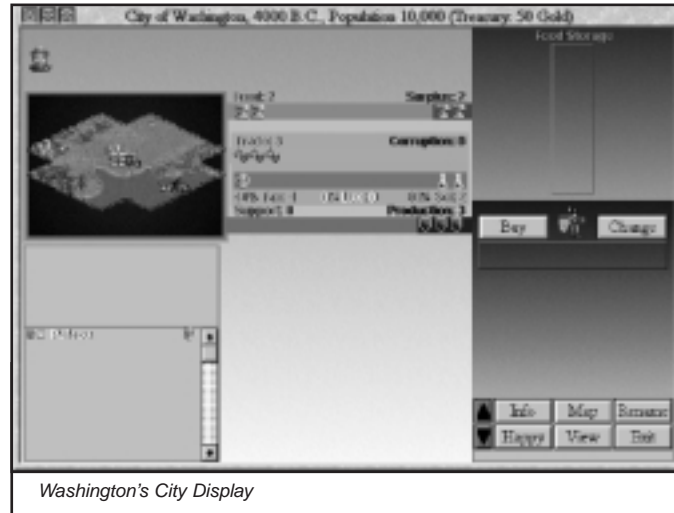 City of Washington, 4000 B.C., Population 10,000 (Treasury: 50 Gold)
Food Storage
Food: 2 Surplus: 2
Trade: 3 Corruption: 0
Support: 0 Production: 3
Buy Change
Info Map Rename
Happy View Exit
Washington's City Display